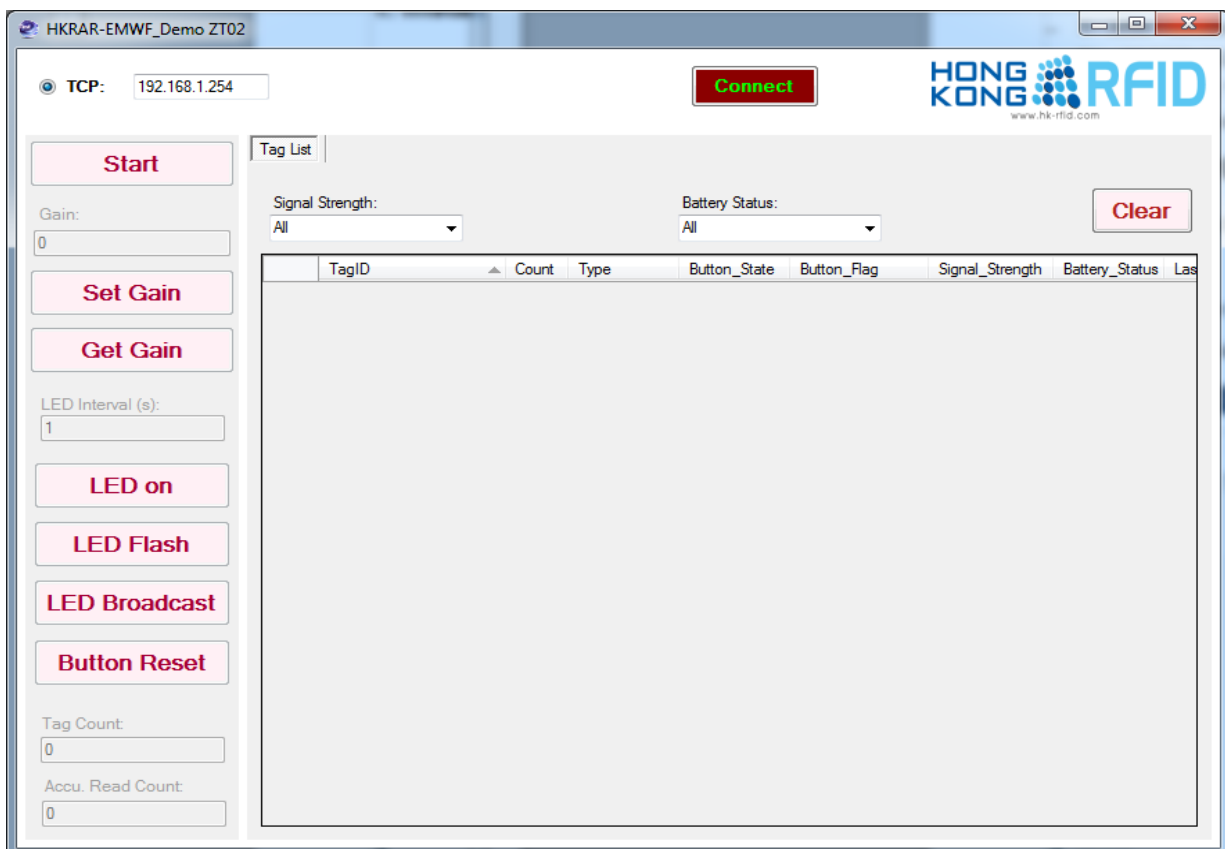 HKRAR-EMWF_Demo ZT02
TCP: 192.168.1.254
Connect
HONG KONG RFID
www.hk-rfid.com
Start
Gain:
0
Set Gain
Get Gain
LED Interval (s):
1
LED on
LED Flash
LED Broadcast
Button Reset
Tag Count:
0
Accu. Read Count:
0
Tag List
Signal Strength:
All
Battery Status:
All
Clear
TagID Count Type Button_State Button_Flag Signal_Strength Battery_Status Las